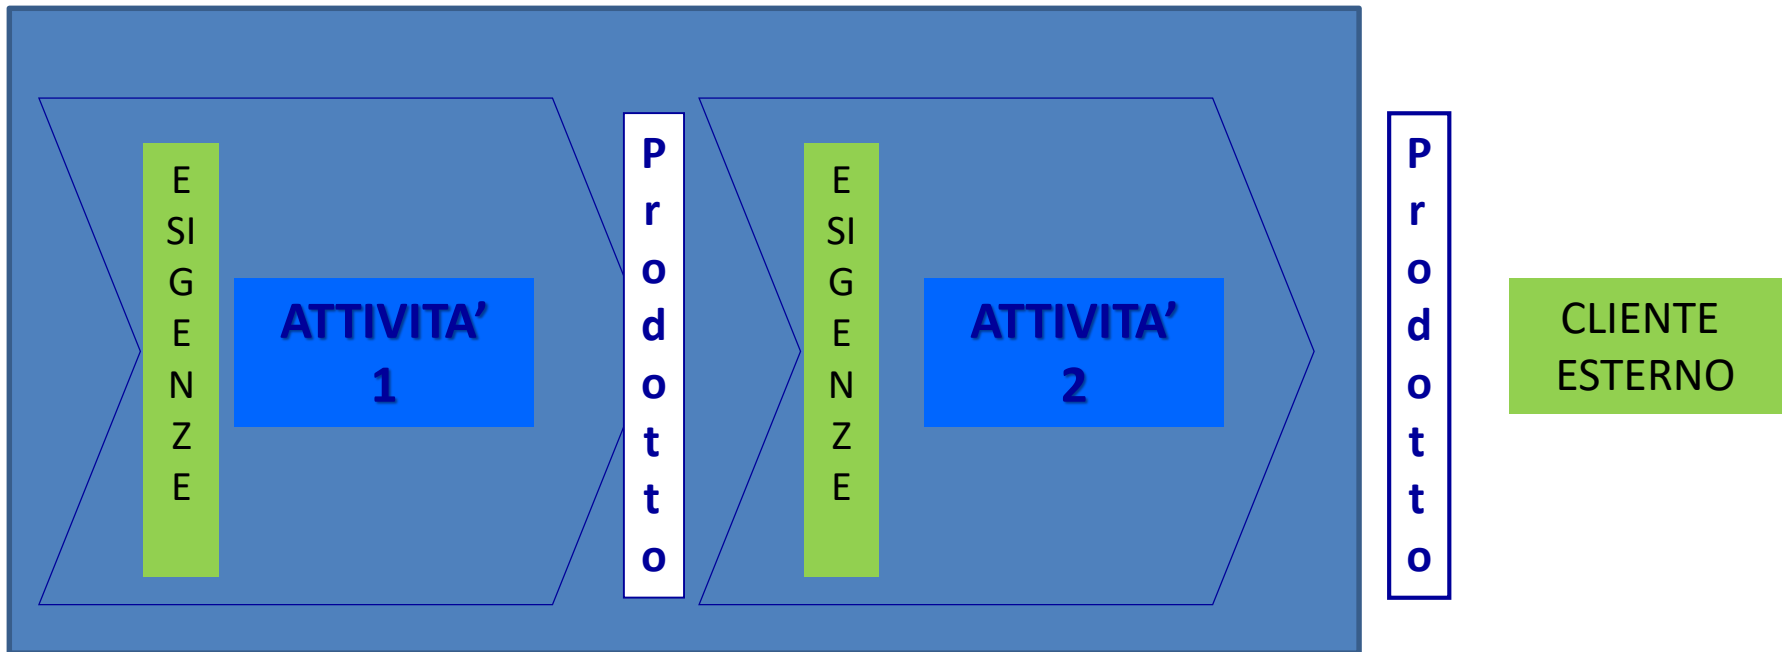 E
SI
G
E
N
Z
E
ATTIVITA’
1
P
r
o
d
o
t
t
o
E
SI
G
E
N
Z
E
ATTIVITA’
2
P
r
o
d
o
t
t
o
CLIENTE
ESTERNO